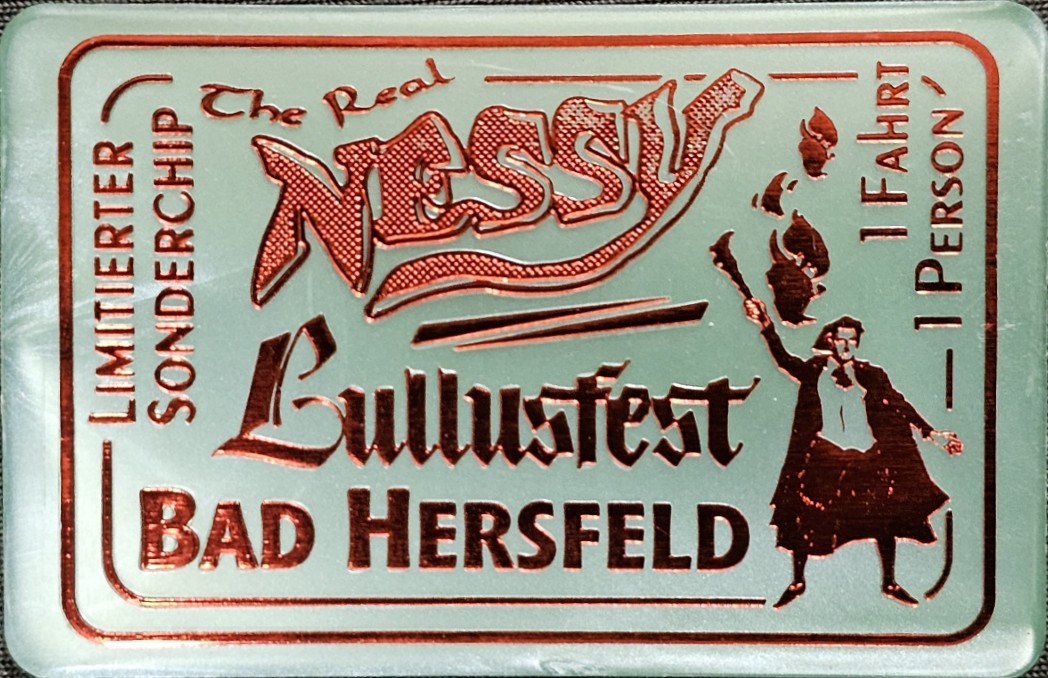 LIMITIERTER
SONDERCHIP
The Real
NESSY
Lullusfest
BAD HERSFELD
1 FAHRT
1 PERSON